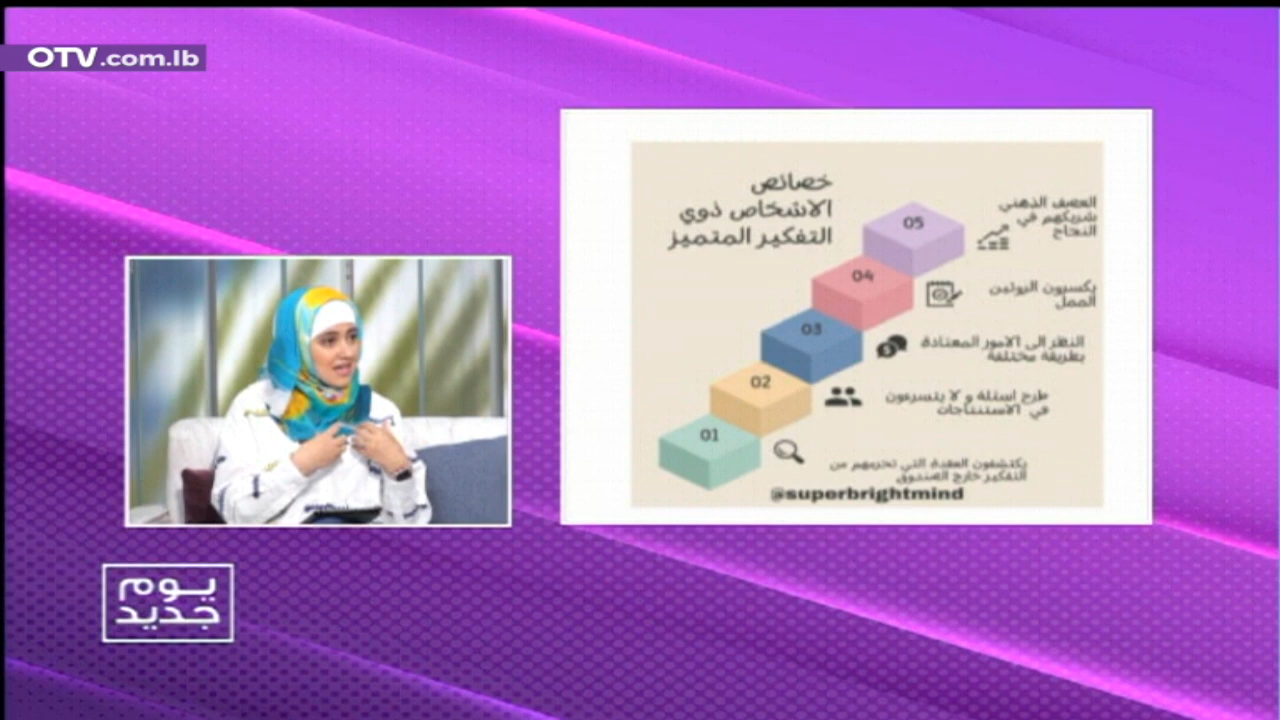 OTV.com.lb
خصائص
الاشخاص ذوي
التفكير المتميز
05
العصف الذهني
شريكهم في
النجاح
04
يكسرون الروتين
الممل
03
النظر الى الامور المعتادة
بطريقة مختلفة
02
طرح اسئلة و لا يتسرعون
في الاستنتاجات
01
يكتشفون العقدة التي تحرمهم من
التفكير خارج الصندوق
@superbrightmind
يوم
جديد